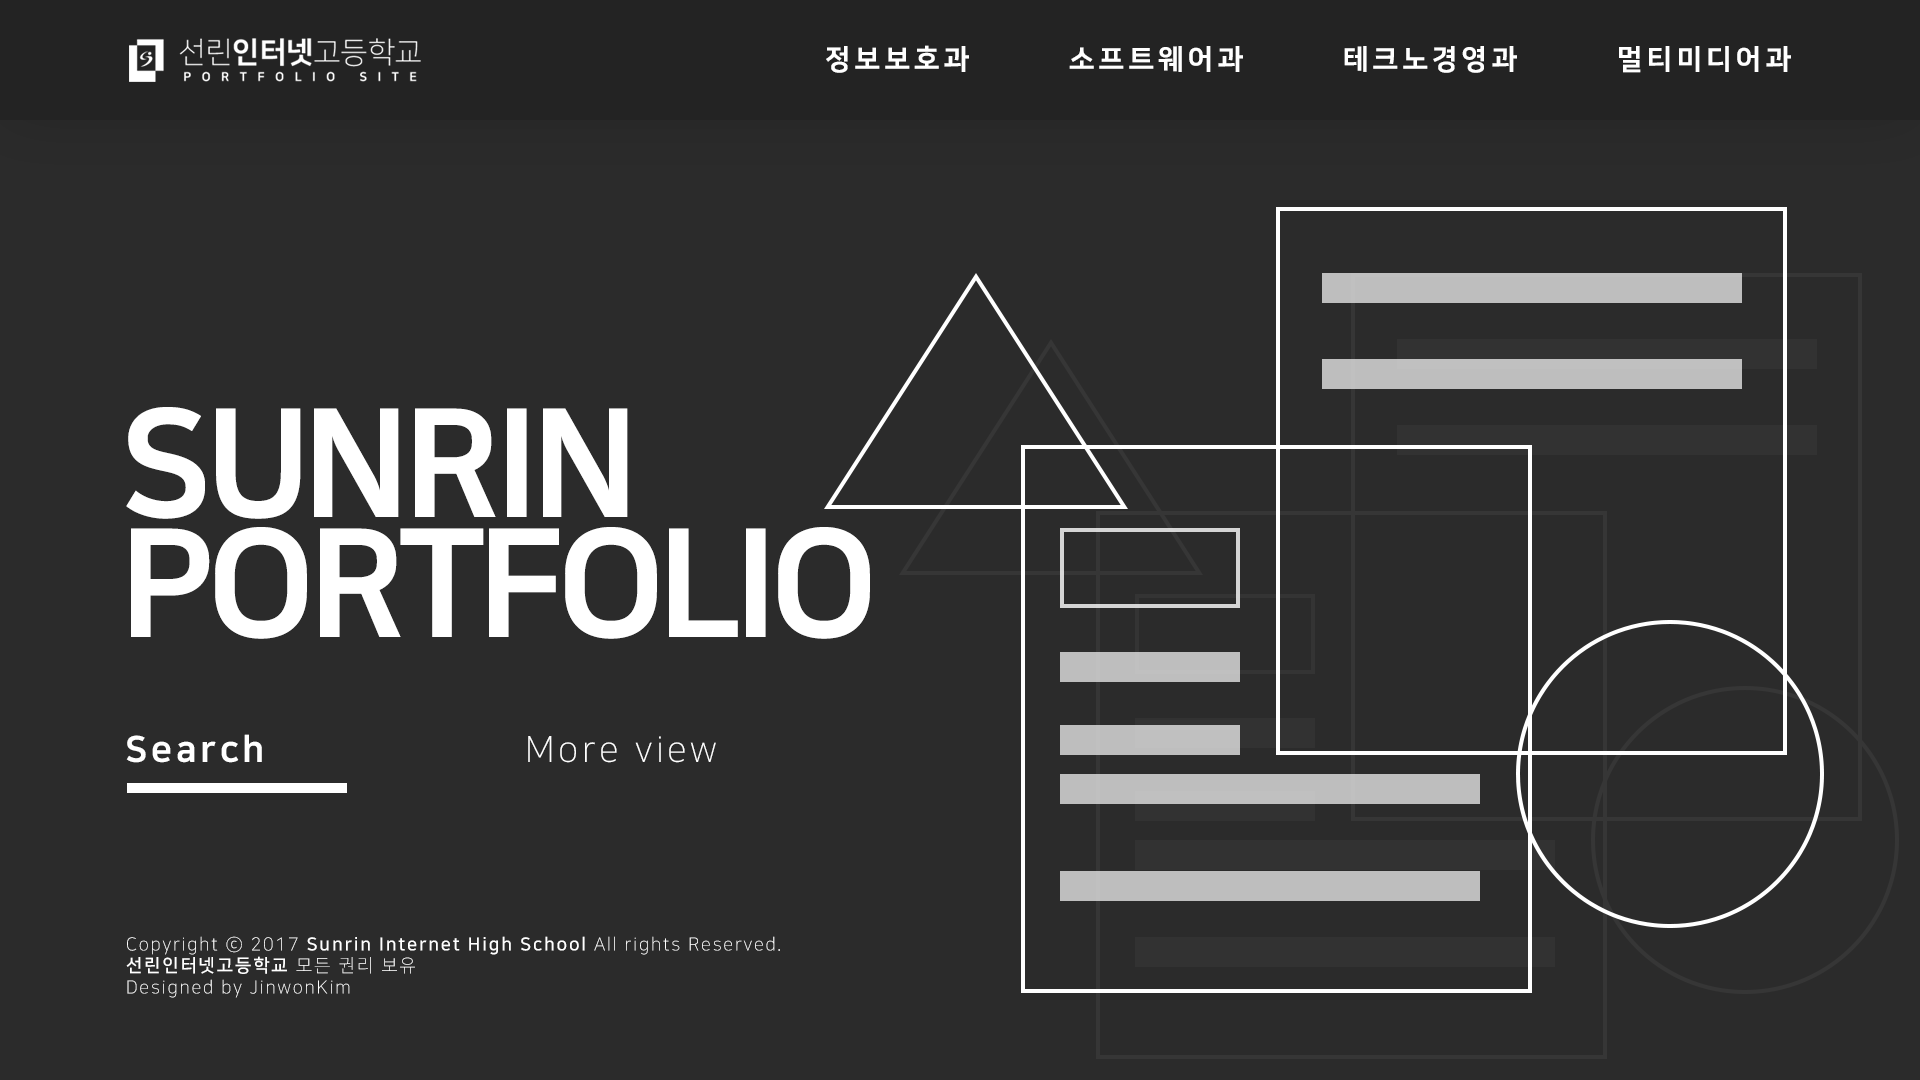 선린인터넷고등학교
PORTFOLIO SITE
정보보호과 소프트웨어과 테크노경영과 멀티미디어과
SUNRIN
PORTFOLIO
Search More view
Copyright © 2017 Sunrin Internet High School All rights Reserved.
선린인터넷고등학교 모든 권리 보유
Designed by JinwonKim